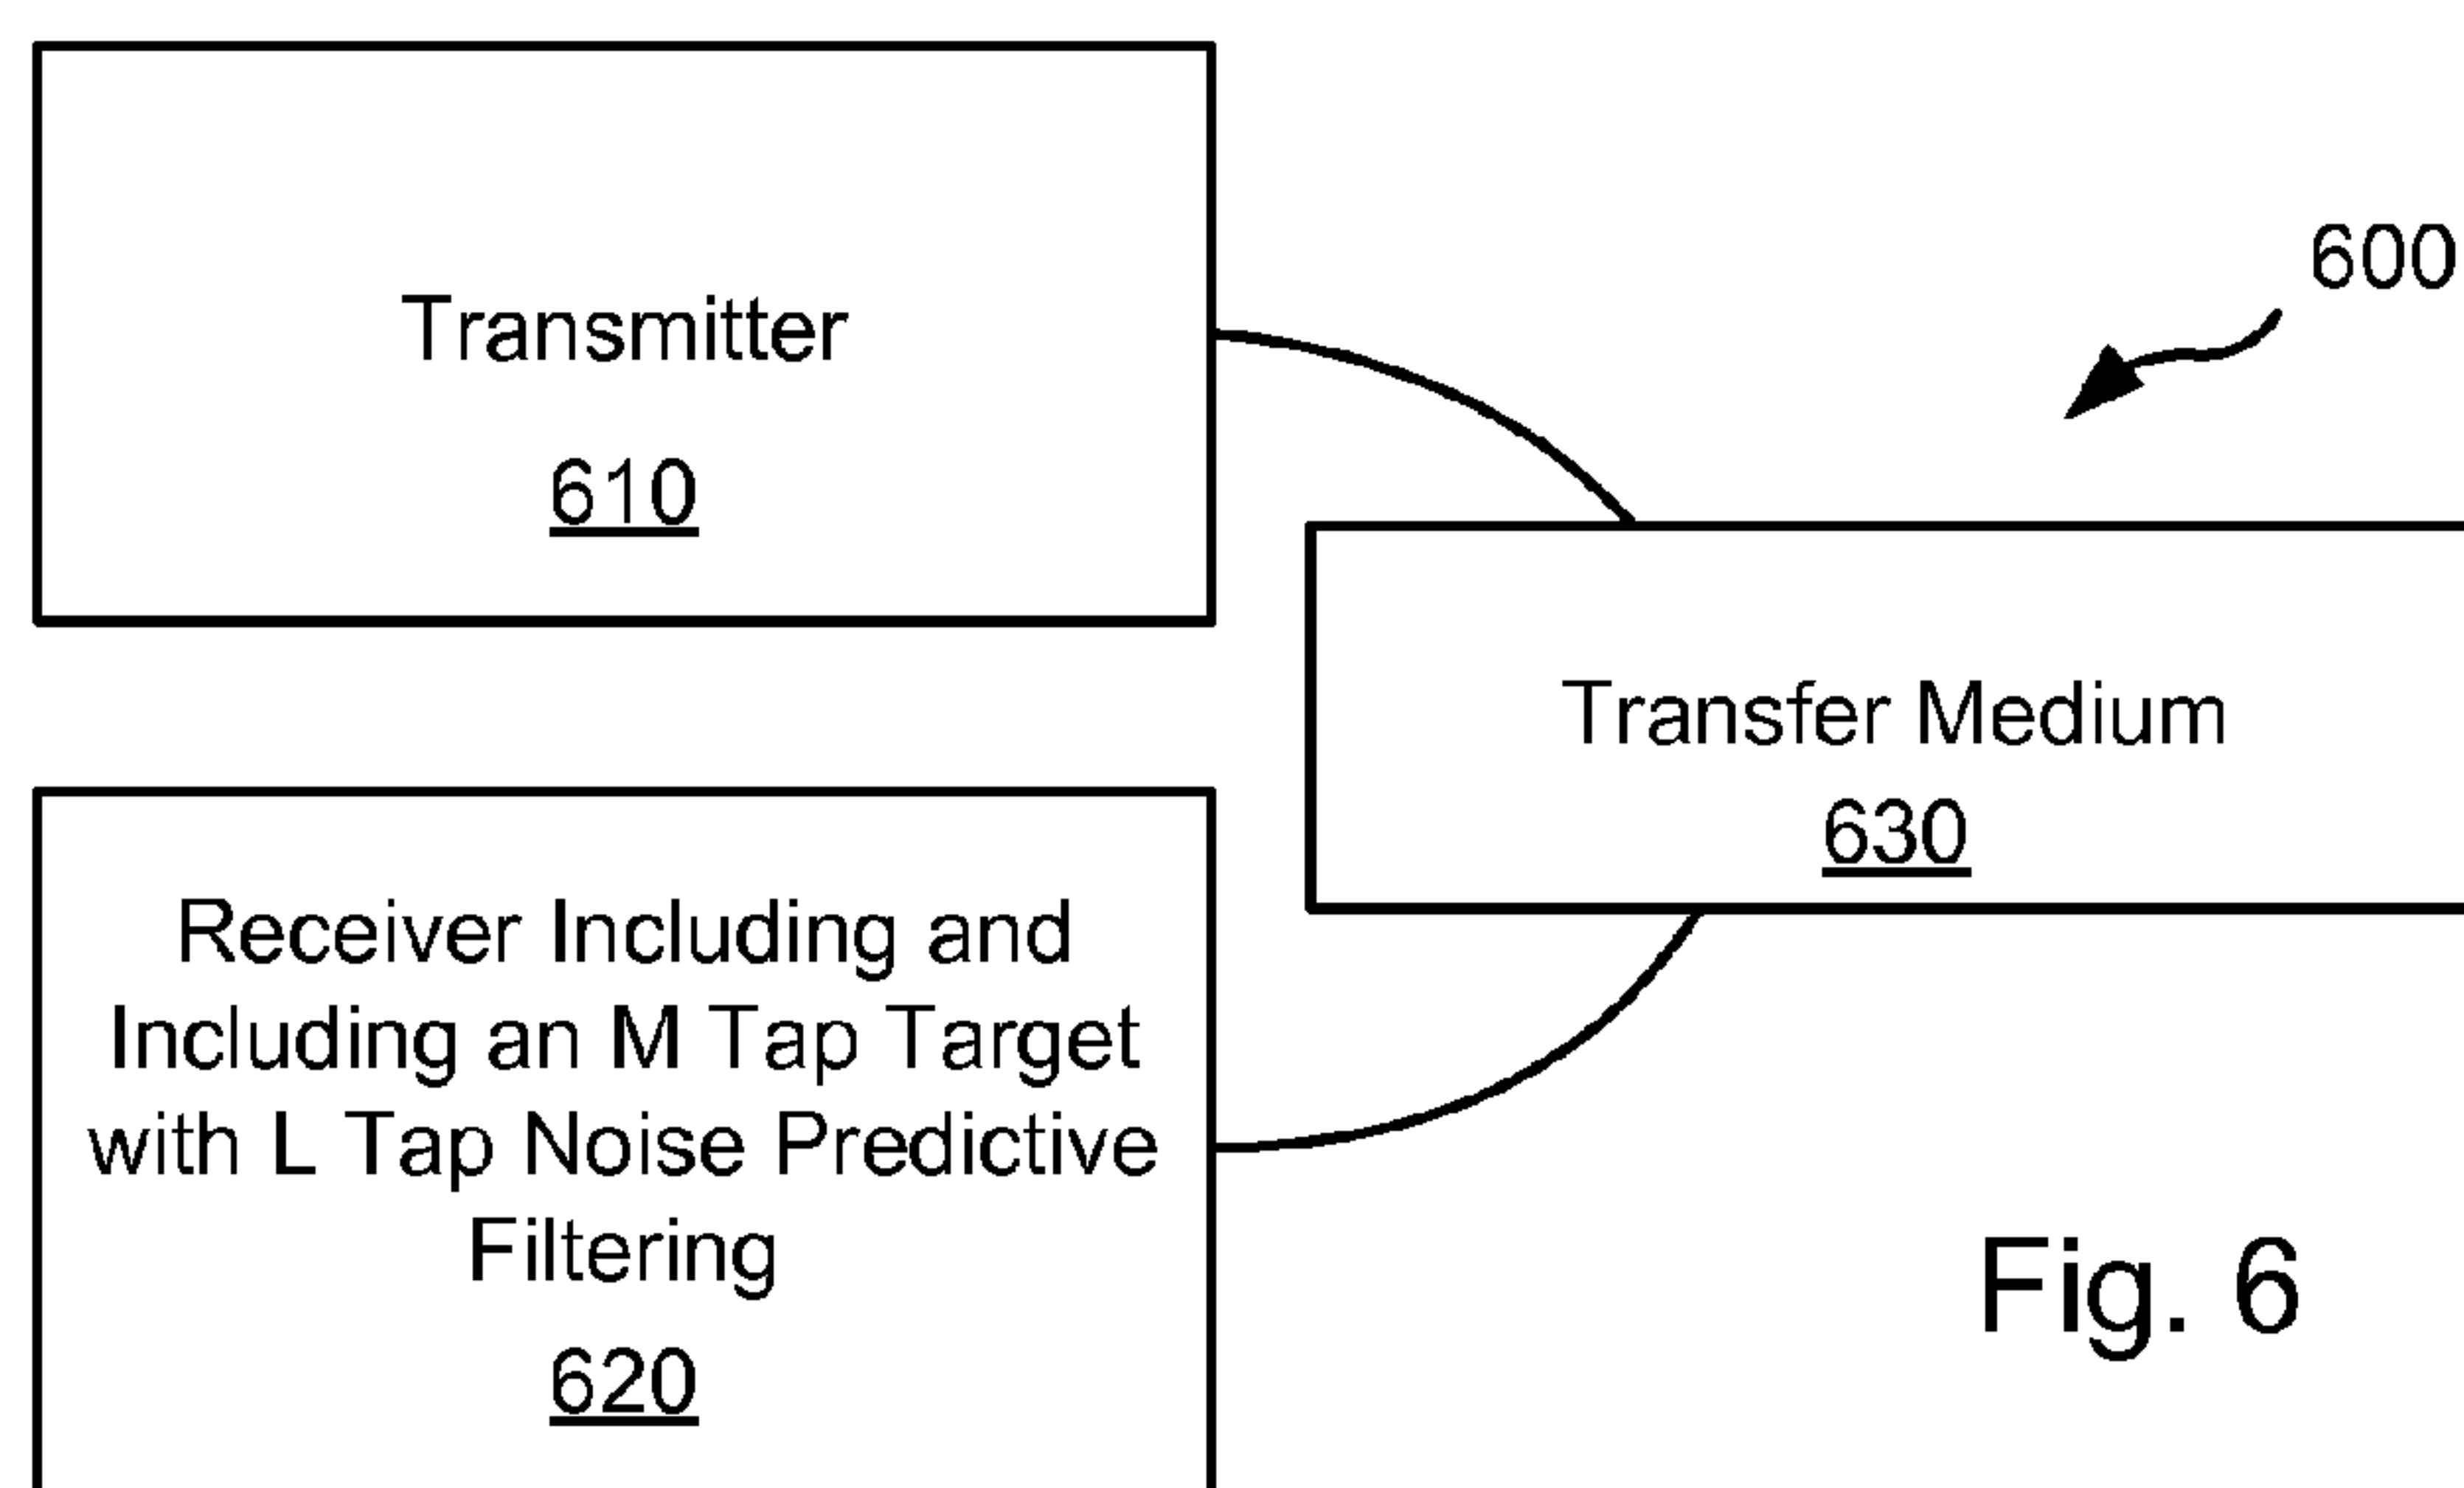 Transmitter
610
600
Transfer Medium
630
Receiver Including and
Including an M Tap Target
with L Tap Noise Predictive
Filtering
620
Fig. 6